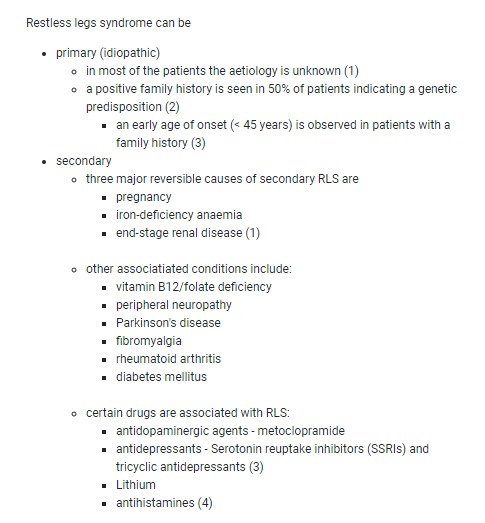 Restless legs syndrome can be
• primary (idiopathic)
o in most of the patients the aetiology is unknown (1)
o a positive family history is seen in 50% of patients indicating a genetic
predisposition (2)
▪ an early age of onset (< 45 years) is observed in patients with a
family history (3)
• secondary
o three major reversible causes of secondary RLS are
▪ pregnancy
▪ iron-deficiency anaemia
▪ end-stage renal disease (1)
o other associatiated conditions include:
▪ vitamin B12/folate deficiency
▪ peripheral neuropathy
▪ Parkinson's disease
▪ fibromyalgia
▪ rheumatoid arthritis
▪ diabetes mellitus
o certain drugs are associated with RLS:
▪ antidopaminergic agents - metoclopramide
▪ antidepressants - Serotonin reuptake inhibitors (SSRIs) and
tricyclic antidepressants (3)
▪ Lithium
▪ antihistamines (4)